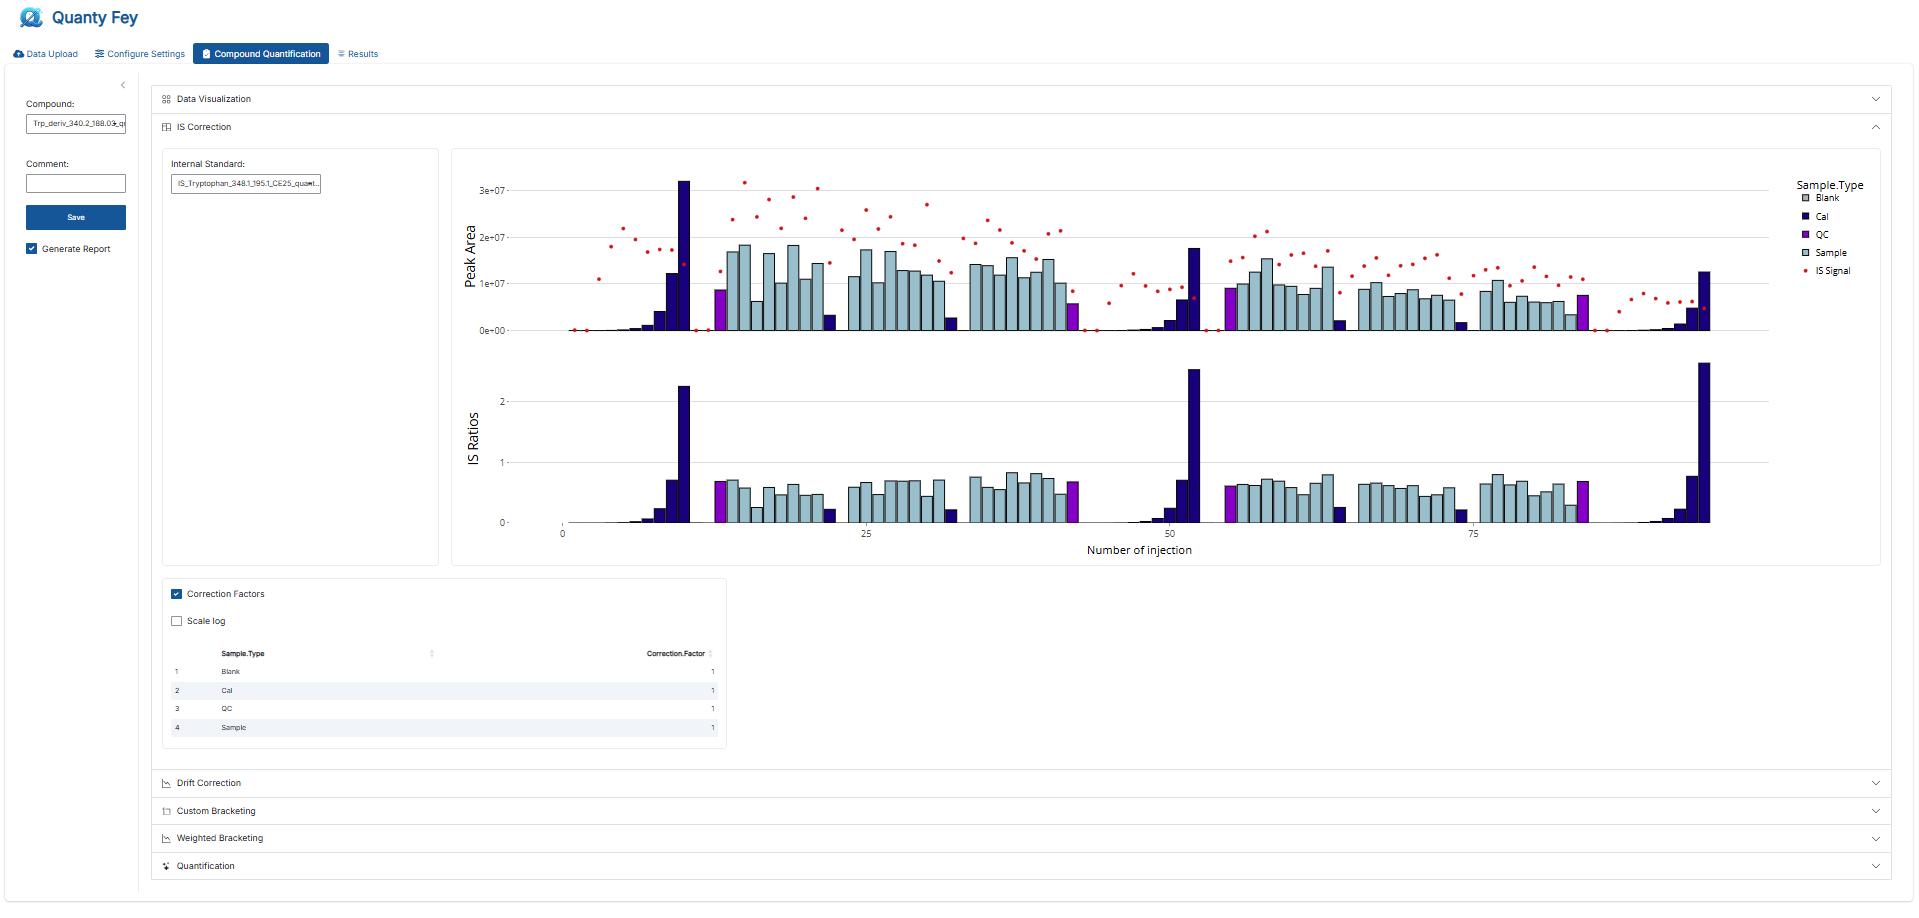 Quanty Fey
Data Upload Configure Settings Compound Quantification Results
Compound:
Trp_deriv_340.2_188.03_q
Comment:
Save
Generate Report
Data Visualization
IS Correction
Internal Standard:
IS_Tryptophan_348.1_195.1_CE25_quant...
Peak Area
3e+07
2e+07
1e+07
0e+00
Sample.Type
Blank
Cal
QC
Sample
IS Signal
IS Ratios
2
1
0
0 25 50 75
Number of injection
Correction Factors
Scale log
Sample.Type Correction.Factor
1 Blank 1
2 Cal 1
3 QC 1
4 Sample 1
Drift Correction
Custom Bracketing
Weighted Bracketing
Quantification